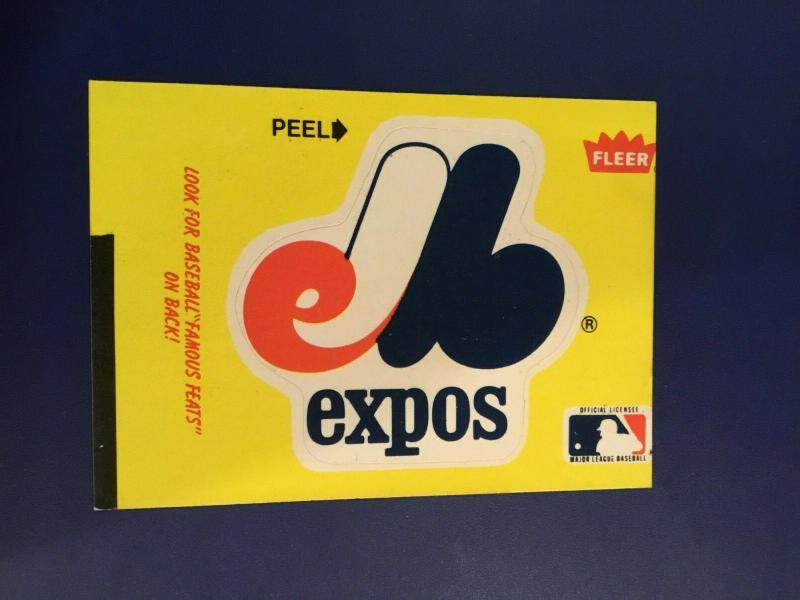 PEEL
FLEER
LOOK FOR BASEBALL "FAMOUS FEATS"
ON BACK!
®
expos
OFFICIAL LICENSEE
MAJOR LEAGUE BASEBALL